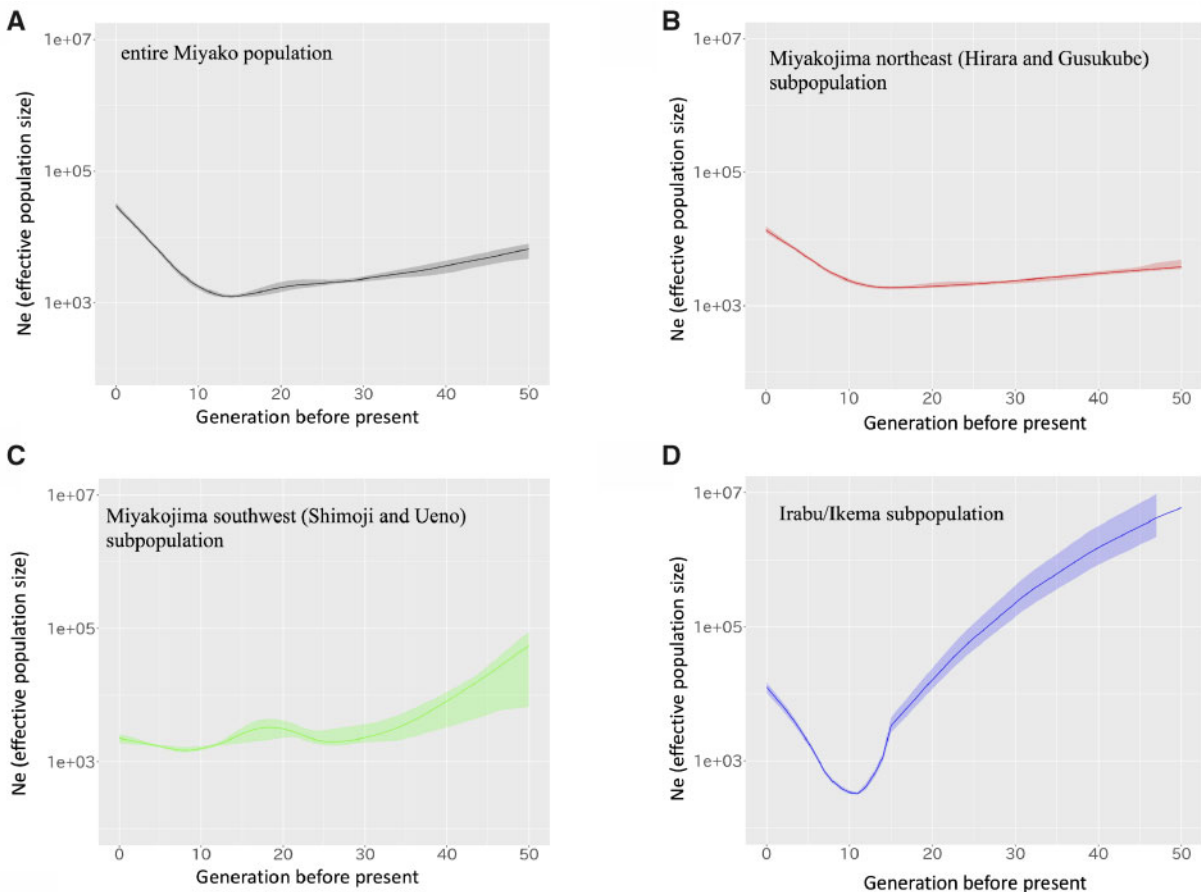 A
1e+07
entire Miyako population
1e+05
1e+03
Ne (effective population size)
0 10 20 30 40 50
Generation before present
B
1e+07
Miyakojima northeast (Hirara and Gusukube)
subpopulation
1e+05
1e+03
Ne (effective population size)
0 10 20 30 40 50
Generation before present
C
1e+07
Miyakojima southwest (Shimoji and Ueno)
subpopulation
1e+05
1e+03
Ne (effective population size)
0 10 20 30 40 50
Generation before present
D
1e+07
Irabu/Ikema subpopulation
1e+05
1e+03
Ne (effective population size)
0 10 20 30 40 50
Generation before present